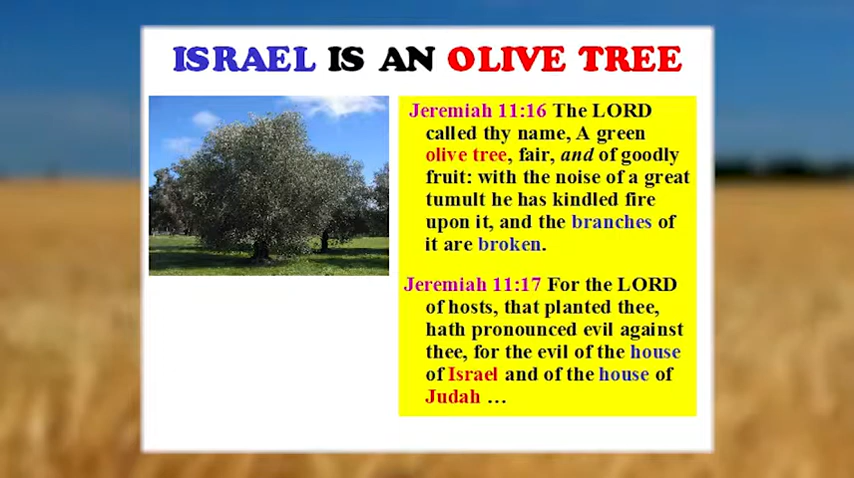 ISRAEL IS AN OLIVE TREE
Jeremiah 11:16 The LORD
called thy name, A green
olive tree, fair, and of goodly
fruit: with the noise of a great
tumult he has kindled fire
upon it, and the branches of
it are broken.
Jeremiah 11:17 For the LORD
of hosts, that planted thee,
hath pronounced evil against
thee, for the evil of the house
of Israel and of the house of
Judah …